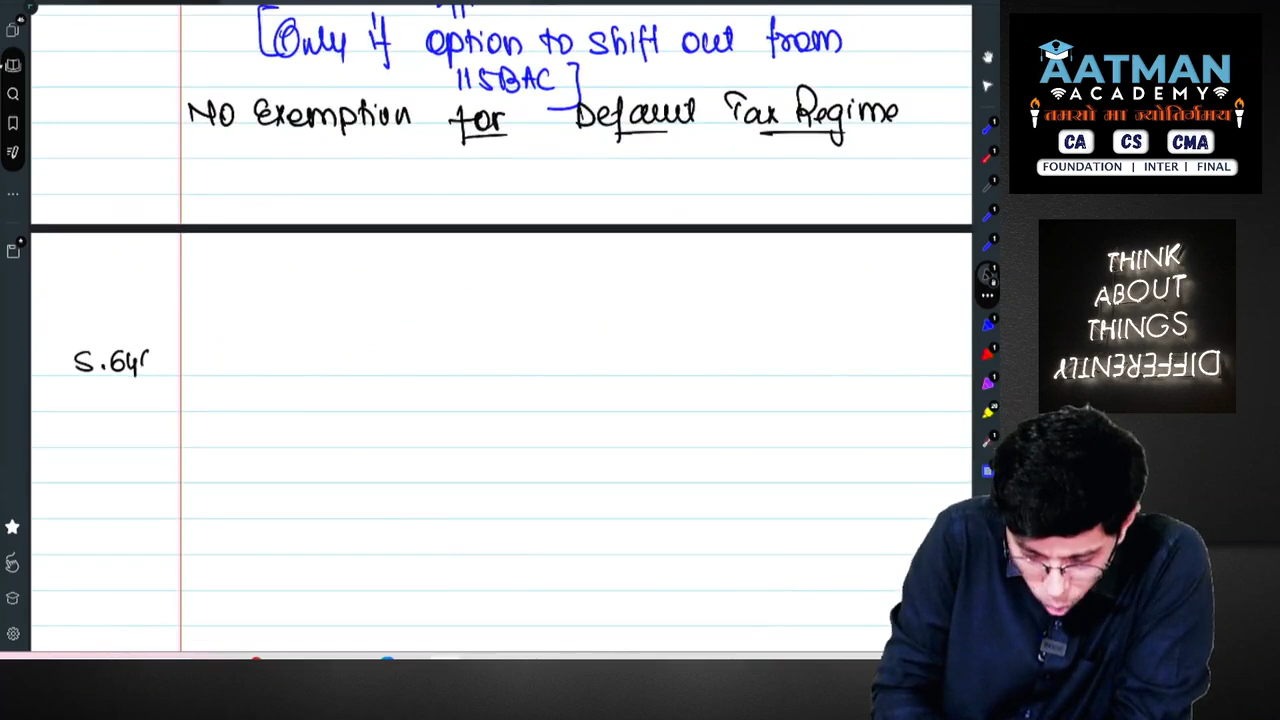 [Only if option to shift out from
115BAC]
No Exemption for Default Tax Regime
S.64(
AATMAN
ACADEMY
तमसो मा ज्योतिर्गमय
CA CS CMA
FOUNDATION | INTER | FINAL
THINK
ABOUT
THINGS
DIFFERENTLY